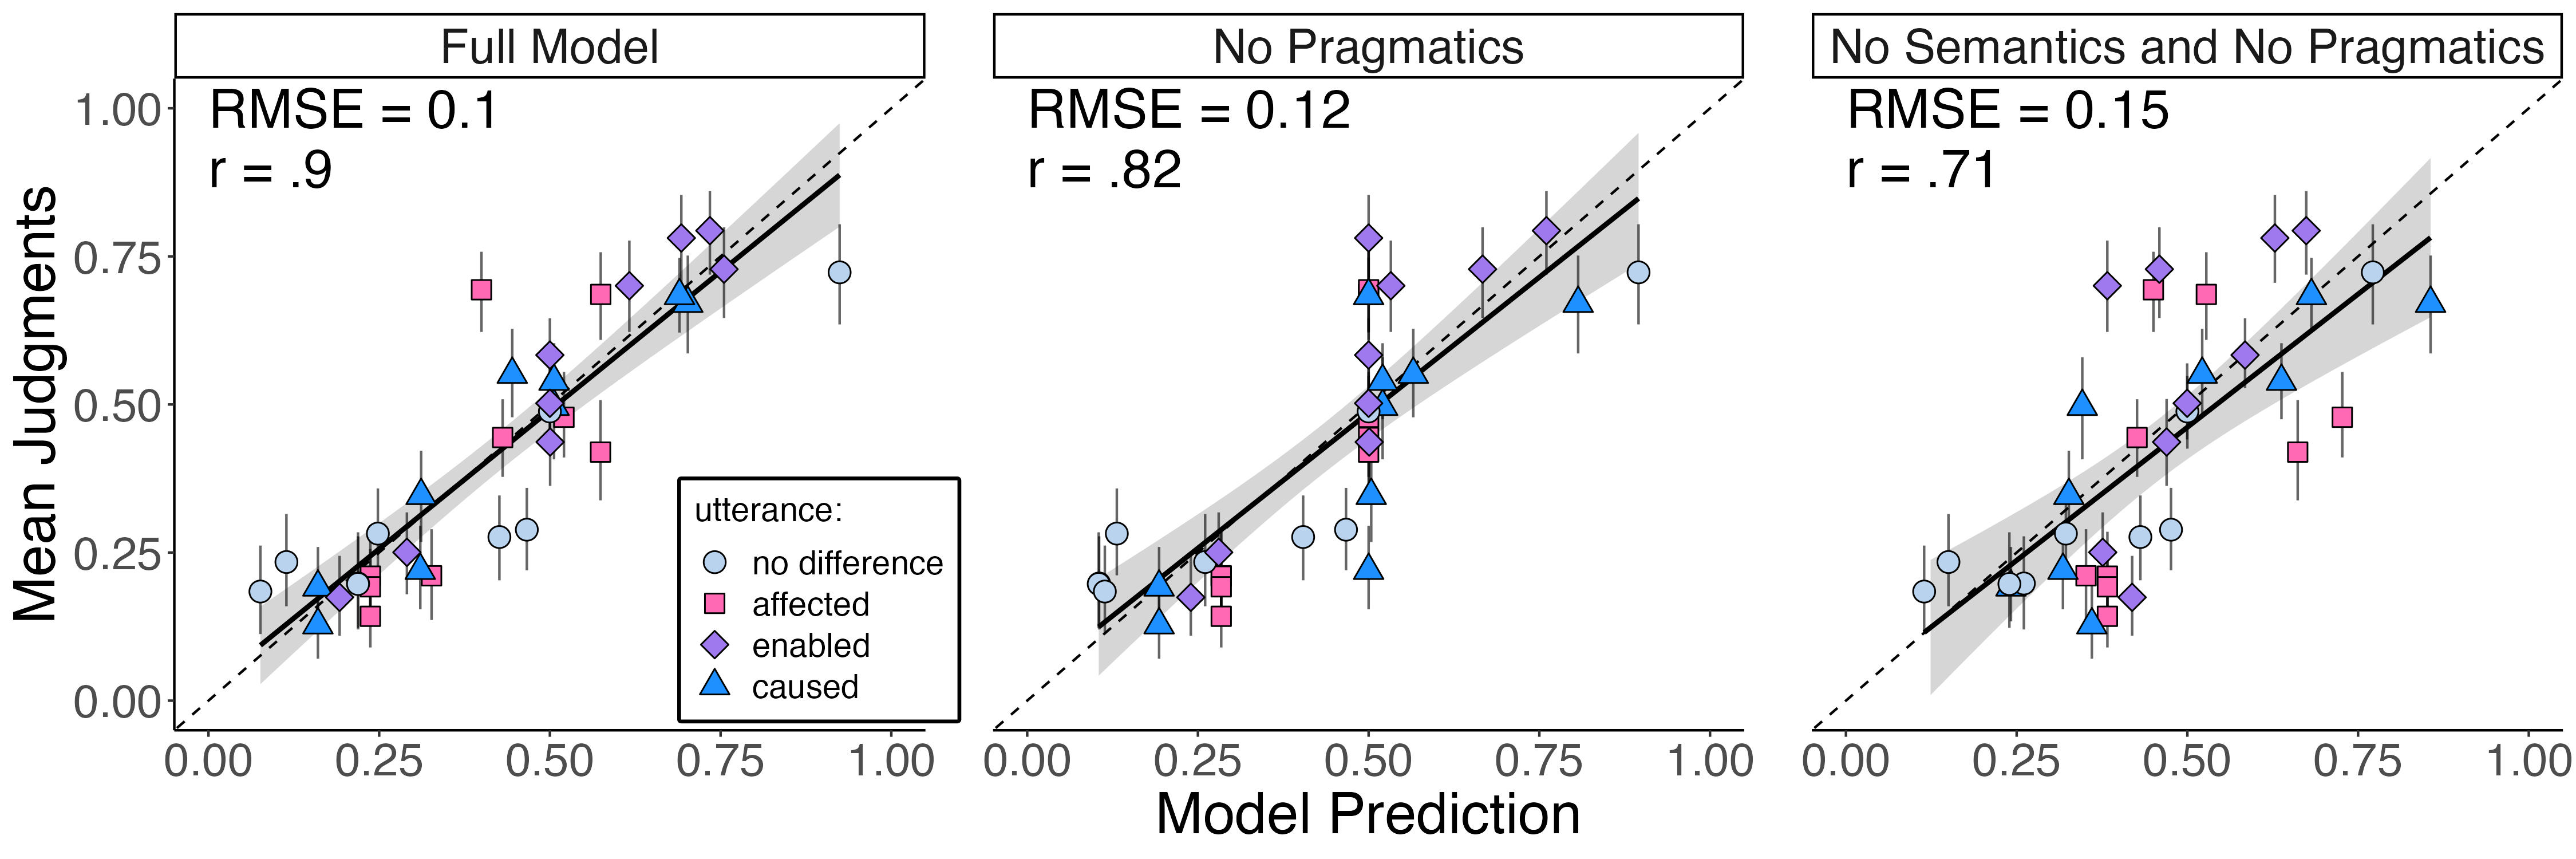 Full Model
No Pragmatics
No Semantics and No Pragmatics
RMSE = 0.1
r = .9
RMSE = 0.12
r = .82
RMSE = 0.15
r = .71
Mean Judgments
1.00
0.75
0.50
0.25
0.00
utterance:
no difference
affected
enabled
caused
0.00 0.25 0.50 0.75 1.00
0.00 0.25 0.50 0.75 1.00
0.00 0.25 0.50 0.75 1.00
Model Prediction